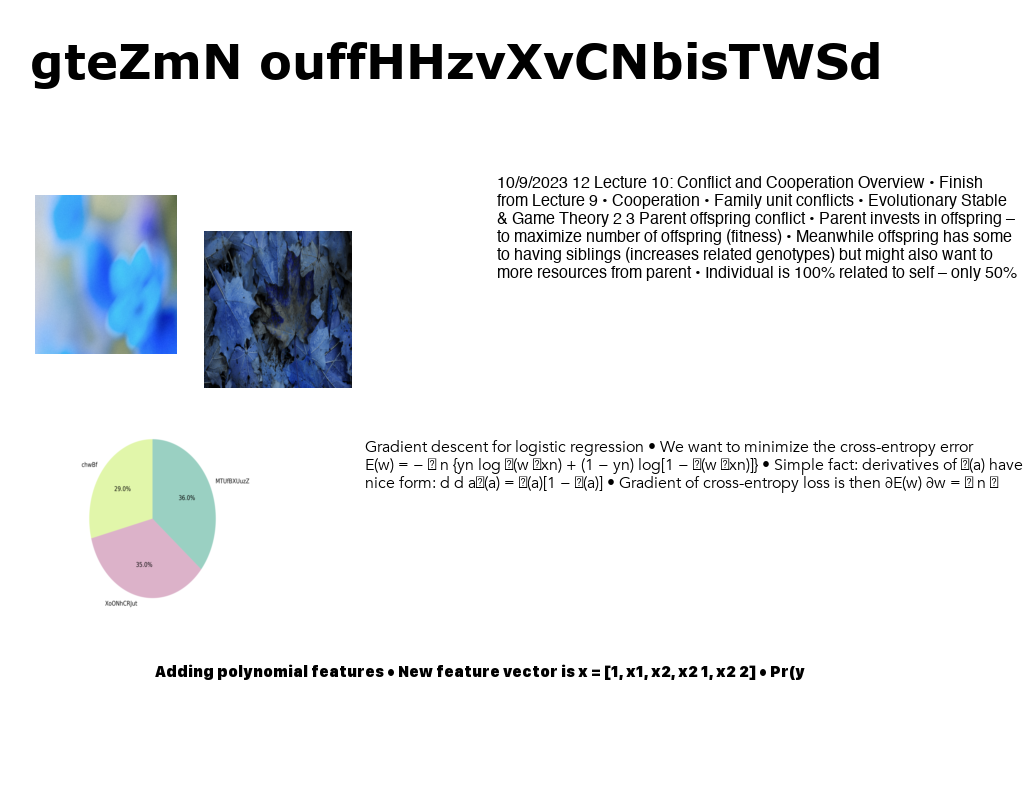 gteZmN ouffHHzvXvCNbisTWSd
10/9/2023 12 Lecture 10: Conflict and Cooperation Overview • Finish
from Lecture 9 • Cooperation • Family unit conflicts • Evolutionary Stable
& Game Theory 2 3 Parent offspring conflict • Parent invests in offspring –
to maximize number of offspring (fitness) • Meanwhile offspring has some
to having siblings (increases related genotypes) but might also want to
more resources from parent • Individual is 100% related to self – only 50%
chwBf
29.0%
MTUfBXUuzZ
36.0%
35.0%
XoONhCRJut
Gradient descent for logistic regression • We want to minimize the cross-entropy error
E(w) = − � n {yn log �(w �xn) + (1 − yn) log[1 − �(w �xn)]} • Simple fact: derivatives of �(a) have
nice form: d d a�(a) = �(a)[1 − �(a)] • Gradient of cross-entropy loss is then ∂E(w) ∂w = � n �
Adding polynomial features • New feature vector is x = [1, x1, x2, x2 1, x2 2] • Pr(y